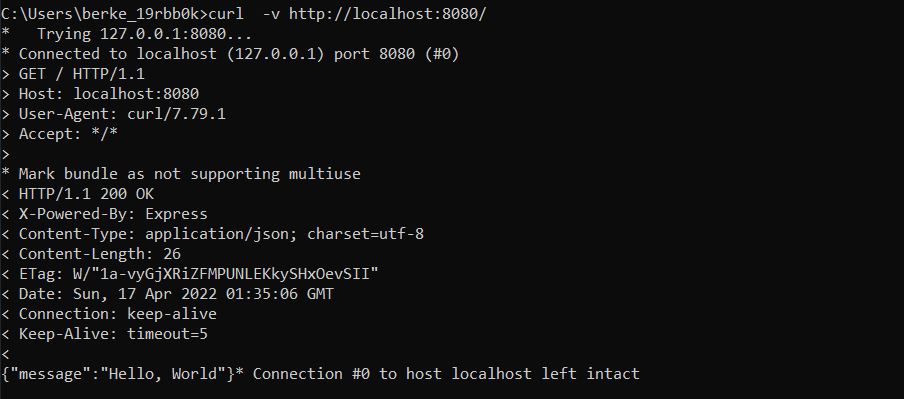 C:\Users\berke_19rbb0k>curl  -v http://localhost:8080/
*   Trying 127.0.0.1:8080...
* Connected to localhost (127.0.0.1) port 8080 (#0)
> GET / HTTP/1.1
> Host: localhost:8080
> User-Agent: curl/7.79.1
> Accept: */*
>
* Mark bundle as not supporting multiuse
< HTTP/1.1 200 OK
< X-Powered-By: Express
< Content-Type: application/json; charset=utf-8
< Content-Length: 26
< ETag: W/"1a-vyGjXRiZFMPUNLEKkySHxOevSII"
< Date: Sun, 17 Apr 2022 01:35:06 GMT
< Connection: keep-alive
< Keep-Alive: timeout=5
<
{"message":"Hello, World"}* Connection #0 to host localhost left intact